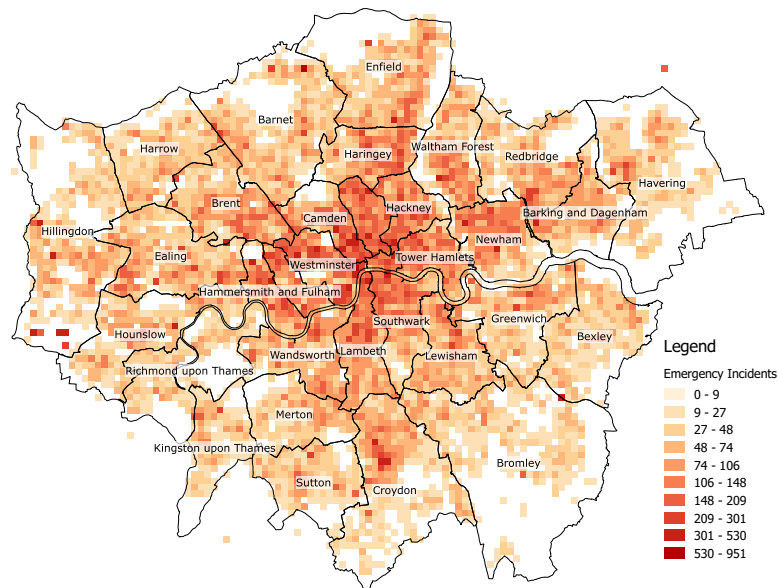 Enfield
Barnet
Harrow
Haringey
Waltham Forest
Redbridge
Havering
Brent
Camden
Hackney
Barking and Dagenham
Hillingdon
Ealing
Westminster
Tower Hamlets
Newham
Hammersmith and Fulham
Hounslow
Southwark
Greenwich
Bexley
Richmond upon Thames
Wandsworth
Lambeth
Lewisham
Merton
Kingston upon Thames
Sutton
Croydon
Bromley
Legend
Emergency Incidents
0 - 9
9 - 27
27 - 48
48 - 74
74 - 106
106 - 148
148 - 209
209 - 301
301 - 530
530 - 951